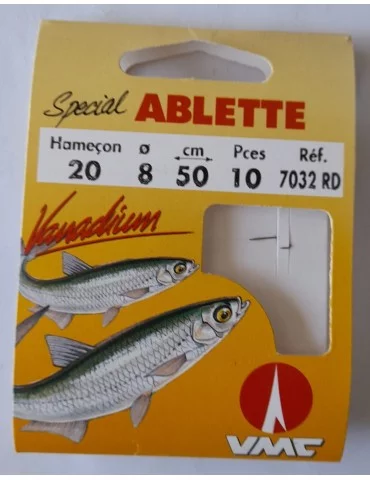 Special ABLETTE
Hameçon ø cm Pces Réf.
20 8 50 10 7032 RD
Vanadium
VMC